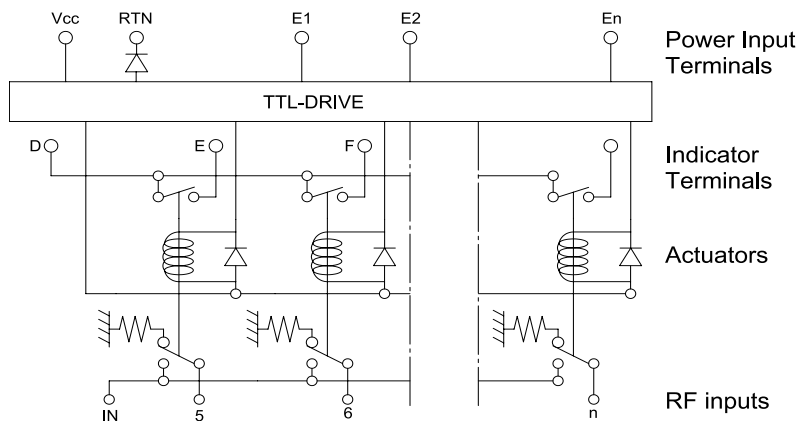 Vcc RTN E1 E2 En
Power Input
Terminals
TTL-DRIVE
D E F
Indicator
Terminals
Actuators
IN 5 6 n
RF inputs